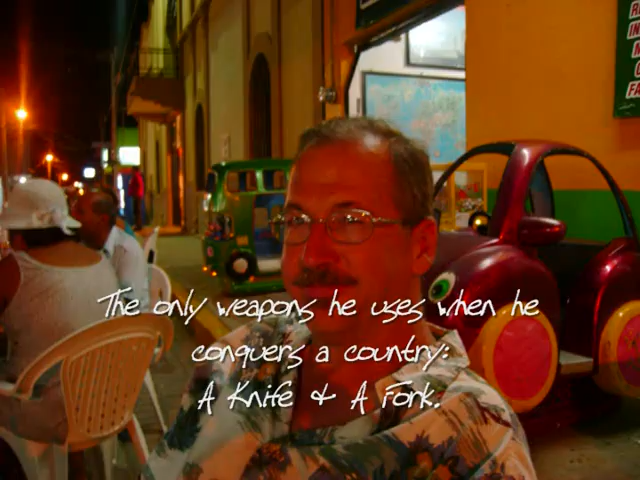 The only weapons he uses when he
conquers a country:
A Knife & A Fork.